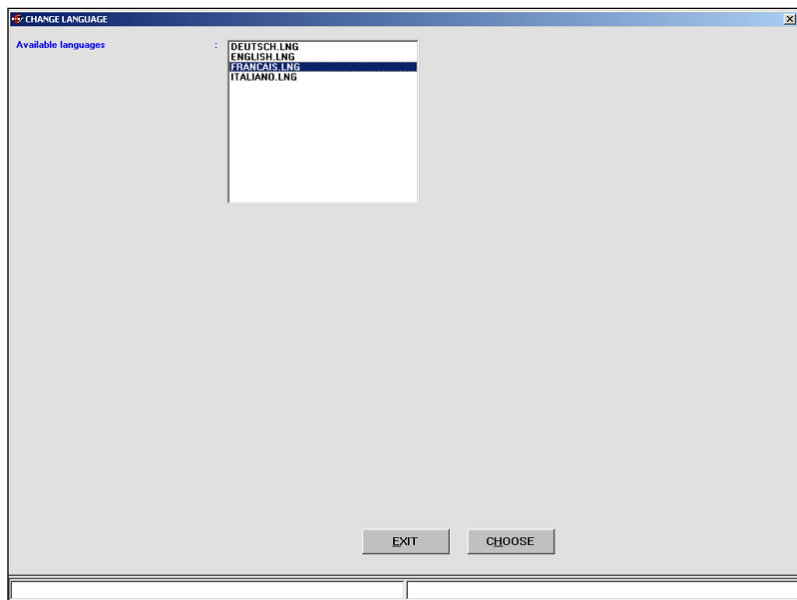 CHANGE LANGUAGE
Available languages :
DEUTSCH.LNG
ENGLISH.LNG
FRANCAIS.LNG
ITALIANO.LNG
EXIT CHOOSE